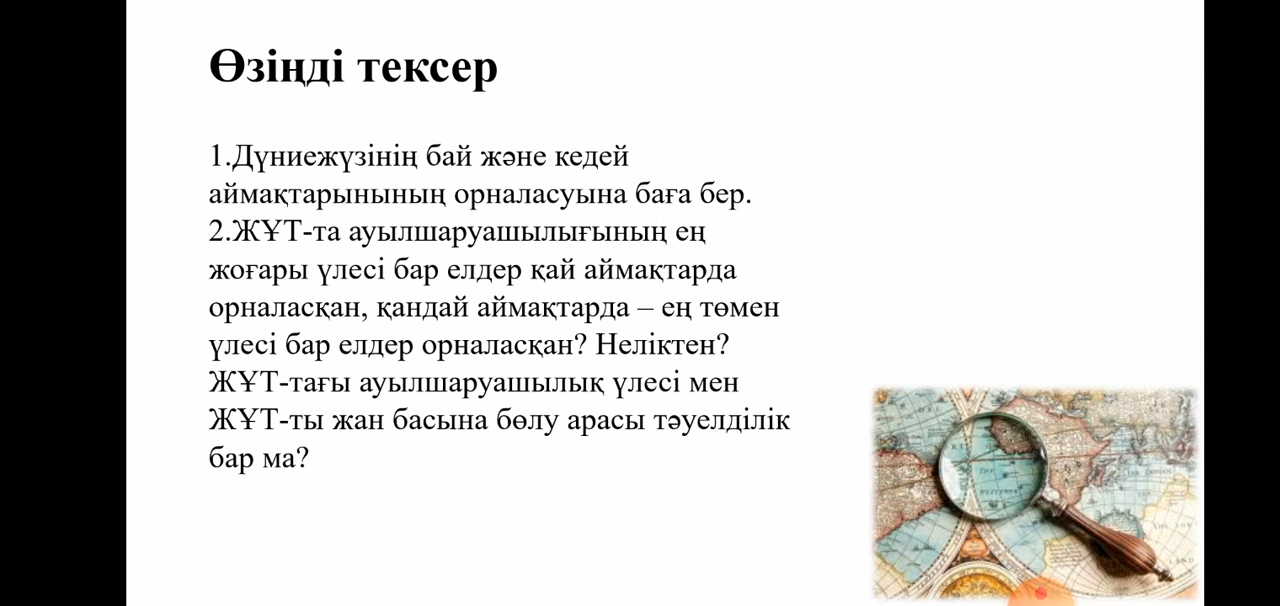 Өзіңді тексер
1.Дүниежүзінің бай және кедей
аймақтарынының орналасуына баға бер.
2.ЖҰТ-та ауылшаруашылығының ең
жоғары үлесі бар елдер қай аймақтарда
орналасқан, қандай аймақтарда – ең төмен
үлесі бар елдер орналасқан? Неліктен?
ЖҰТ-тағы ауылшаруашылық үлесі мен
ЖҰТ-ты жан басына бөлу арасы тәуелділік
бар ма?